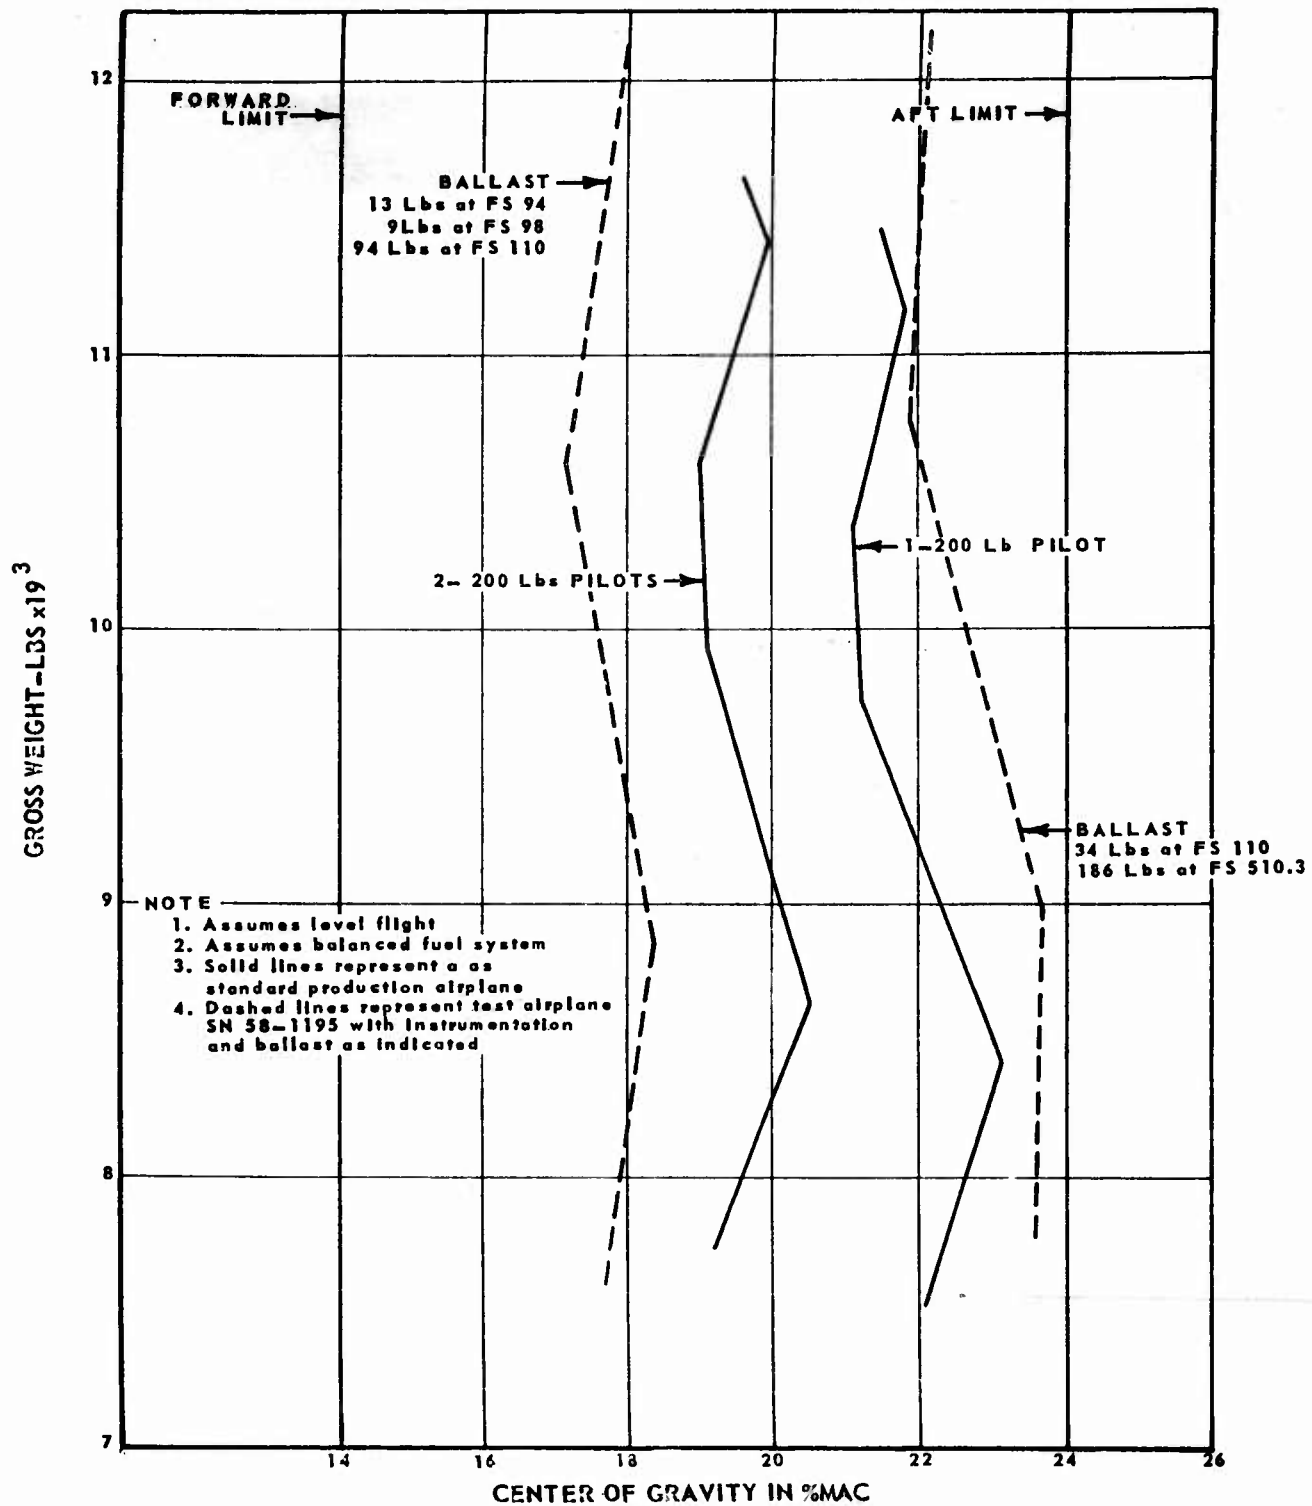 12
FORWARD
LIMIT
AFT LIMIT
BALLAST
13 Lbs at FS 94
9Lbs at FS 98
94 Lbs at FS 110
11
1-200 Lb PILOT
2- 200 Lbs PILOTS
10
GROSS WEIGHT-LBS x19 3
BALLAST
34 Lbs at FS 110
186 Lbs at FS 510.3
9
NOTE
1. Assumes level flight
2. Assumes balanced fuel system
3. Solid lines represent a as
standard production airplane
4. Dashed lines represent test airplane
SN 58-1195 with instrumentation
and ballast as indicated
8
7
14 16 18 20 22 24 26
CENTER OF GRAVITY IN %MAC